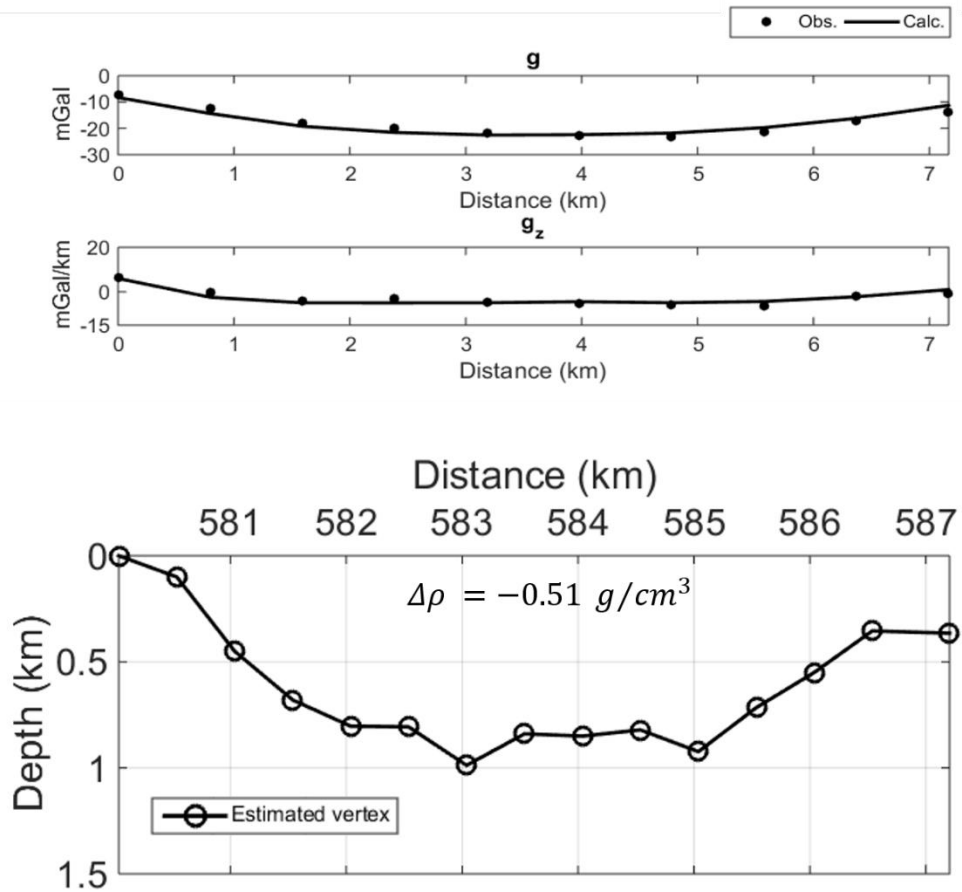 Obs. Calc.
g
0
-10
-20
-30
mGal
0 1 2 3 4 5 6 7
Distance (km)
g_z
20
0
-15
mGal/km
0 1 2 3 4 5 6 7
Distance (km)
Distance (km)
581 582 583 584 585 586 587
0
0.5
1
1.5
Depth (km)
Δρ = −0.51 g/cm³
Estimated vertex